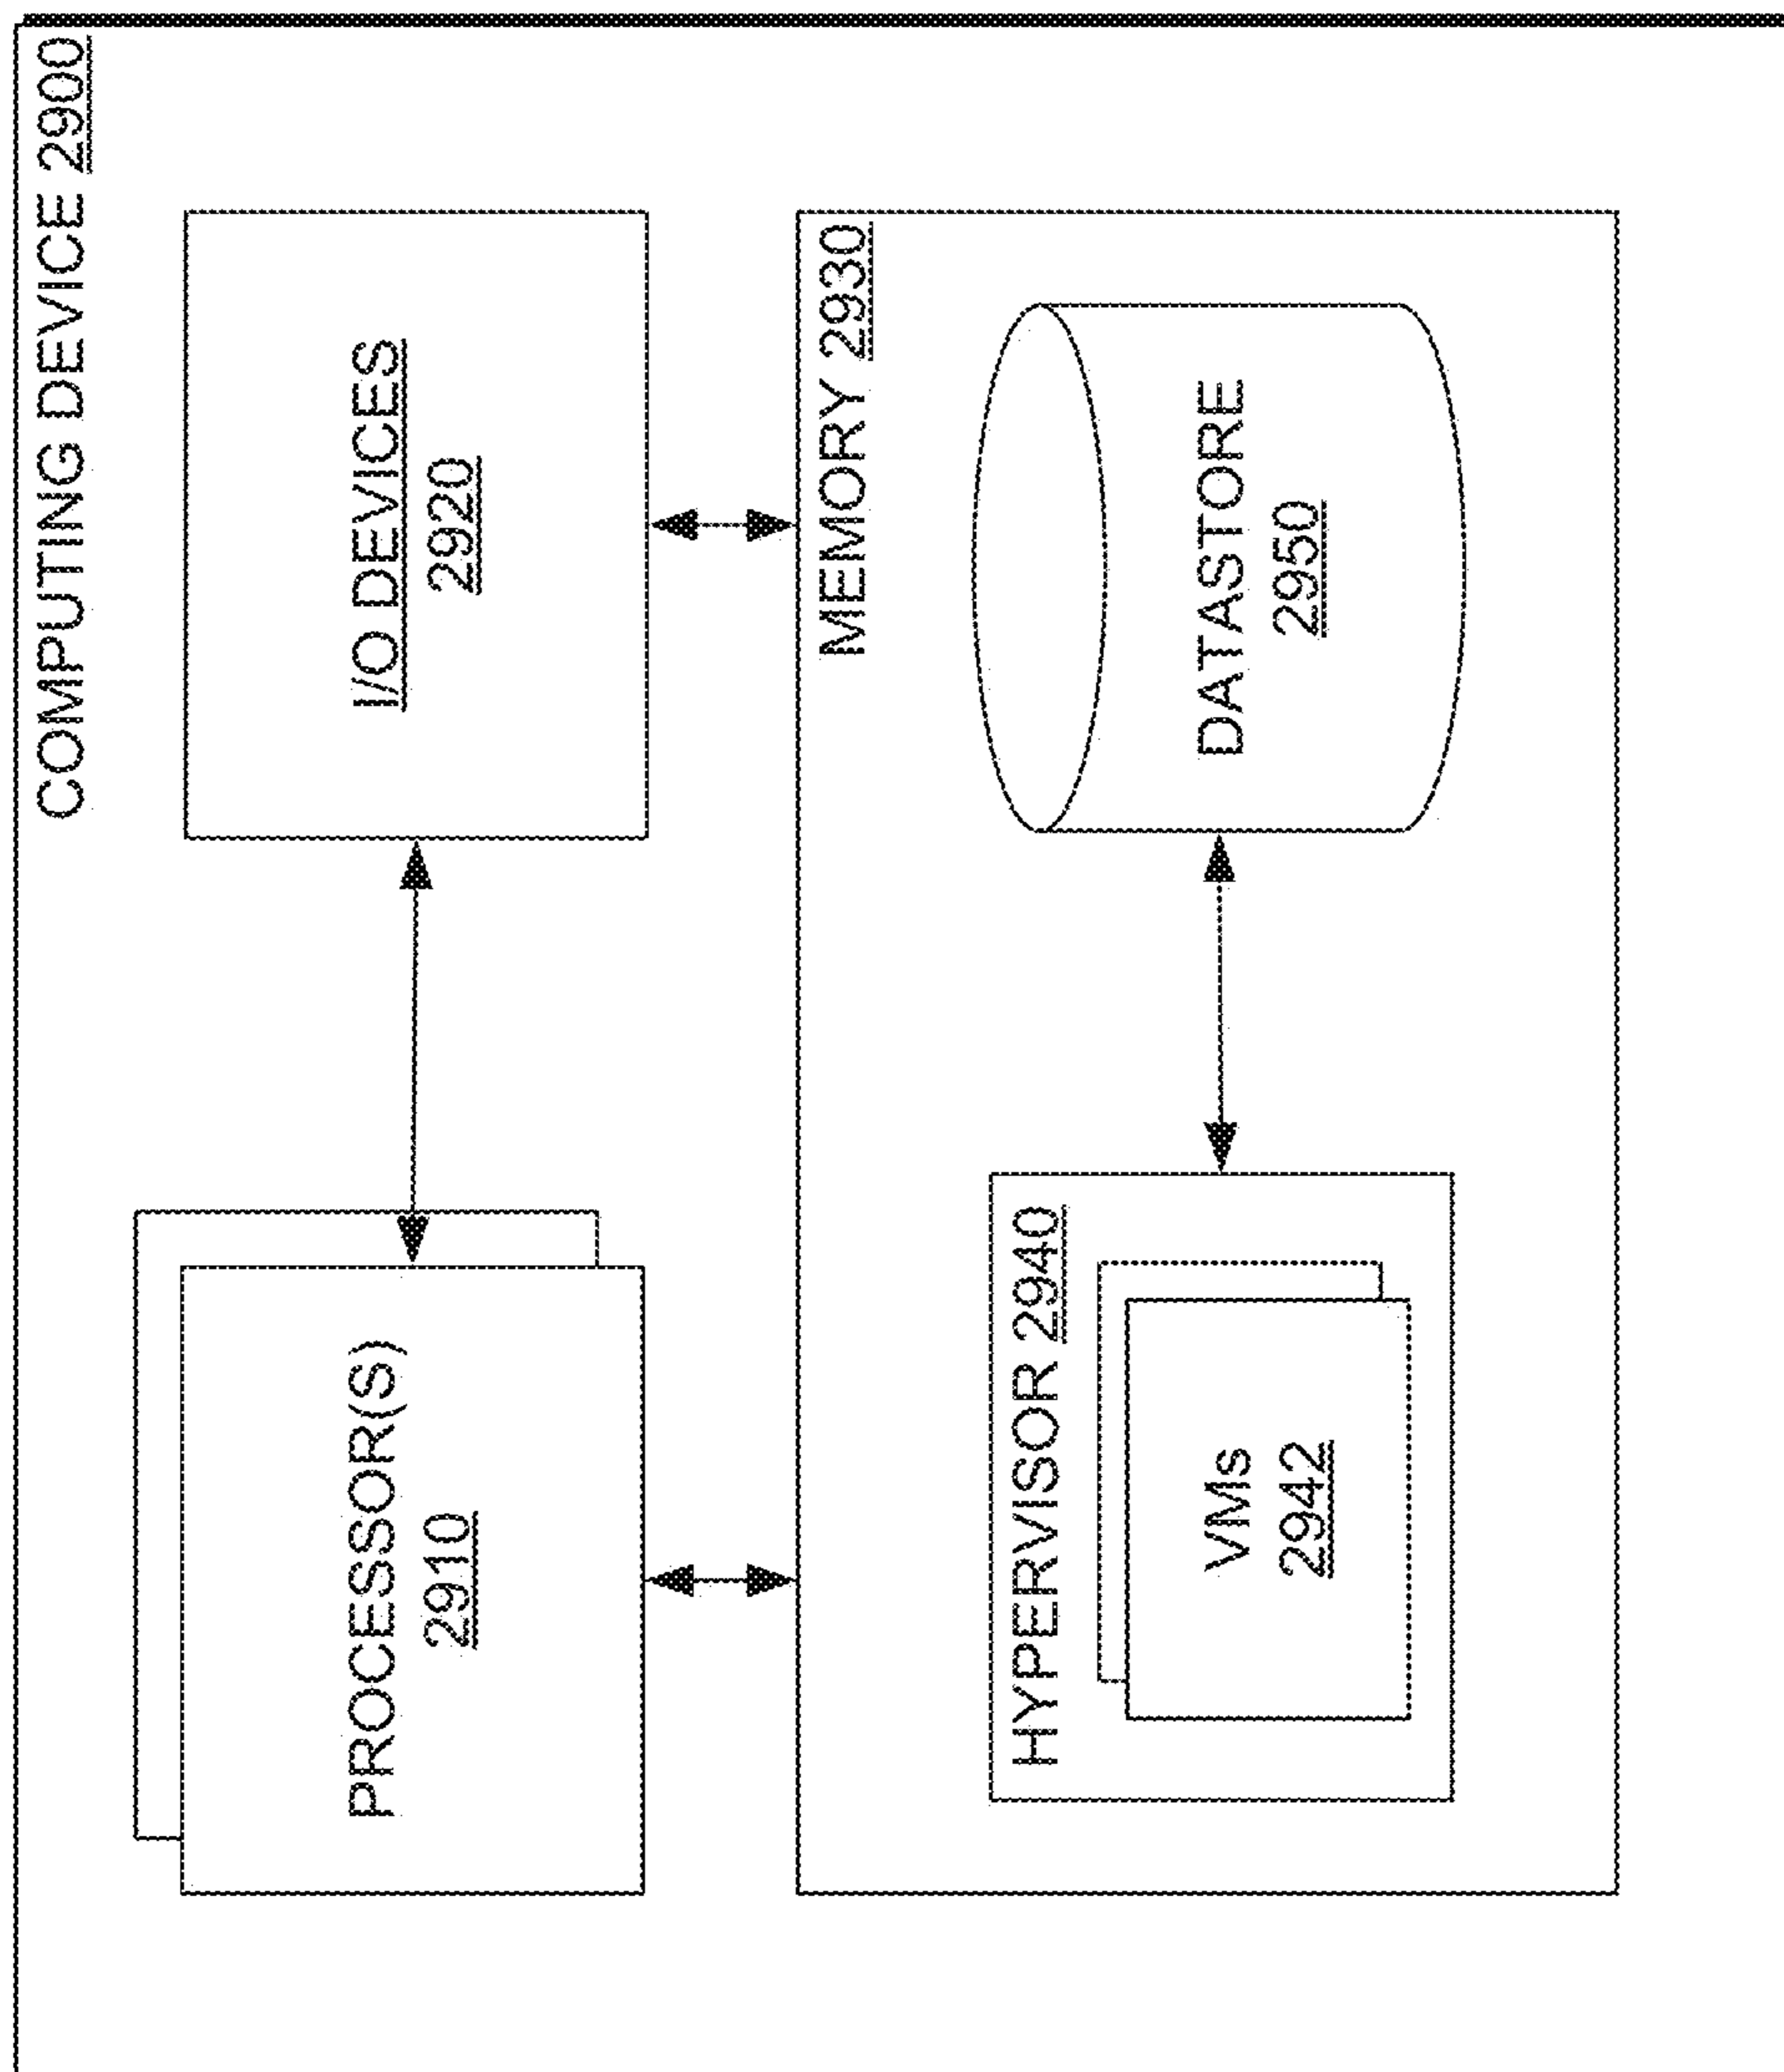 COMPUTING DEVICE 2900
PROCESSOR(S)
2910
I/O DEVICES
2920
MEMORY 2930
HYPERVISOR 2940
VMs
2942
DATASTORE
2950